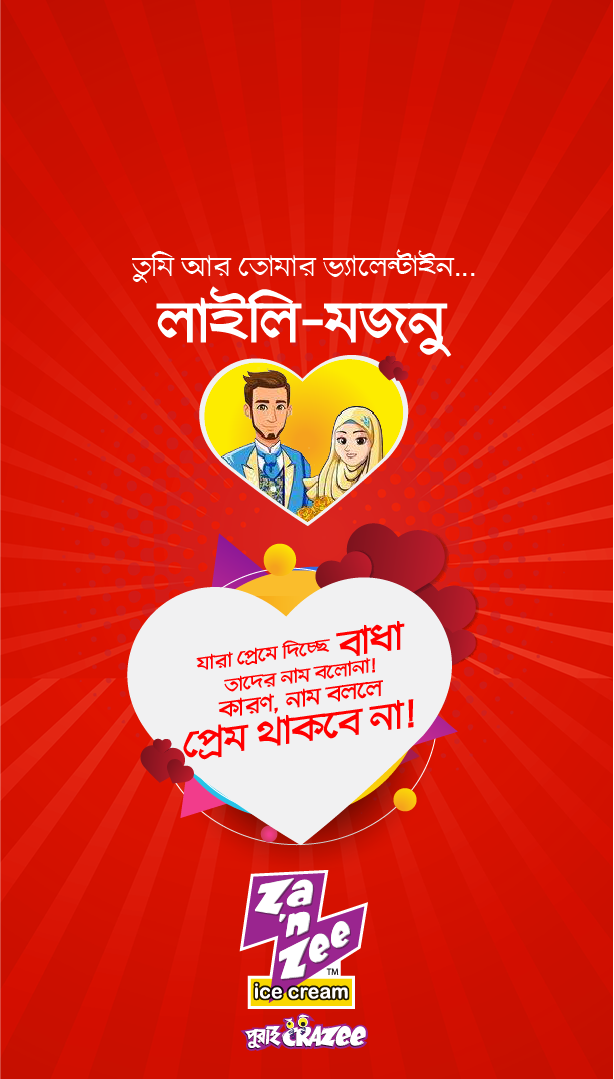 তুমি আর তোমার ভ্যালেন্টাইন...
লাইলি-মজনু
যারা প্রেমে দিচ্ছে বাধা
তাদের নাম বলোনা!
কারণ, নাম বললে
প্রেম থাকবে না!
Za
'n
Zee
TM
ice cream
পুরাই CRAZEE